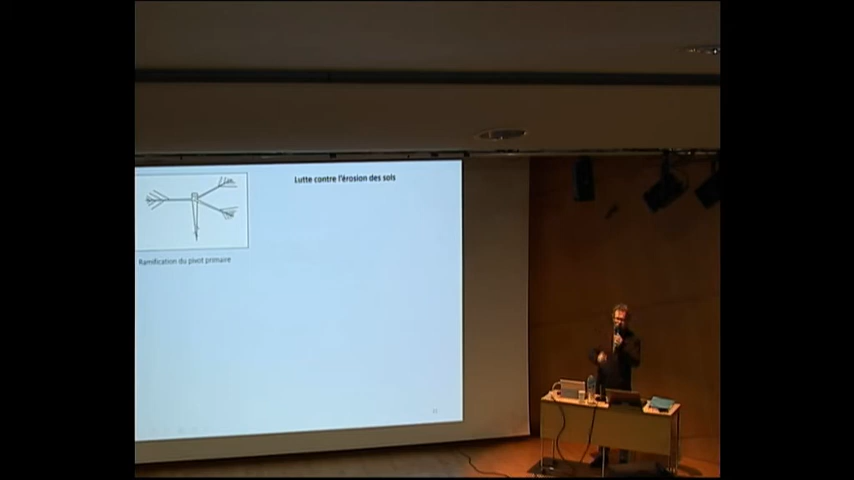 Lutte contre l'érosion des sols
Ramification du pivot primaire